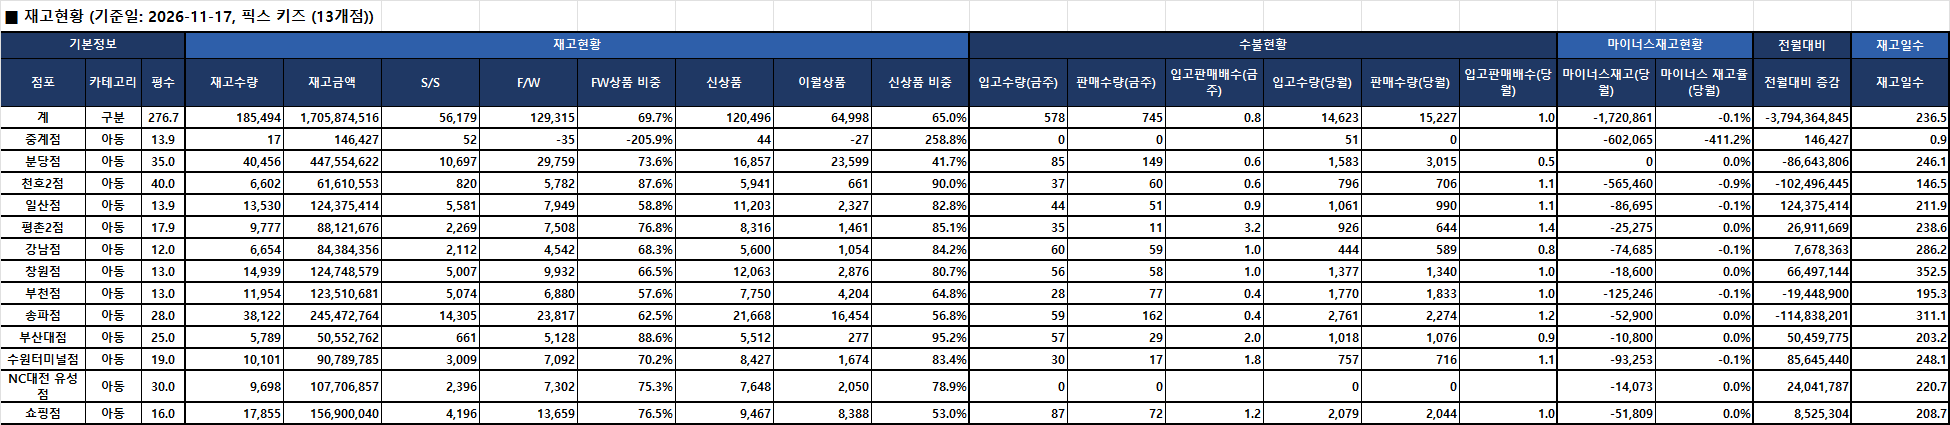 ■ 재고현황 (기준일: 2026-11-17, 픽스 키즈 (13개점))
기본정보 재고현황 수불현황 마이너스재고현황 전월대비 재고일수
점포 카테고리 평수 재고수량 재고금액 S/S F/W FW상품 비중 신상품 이월상품 신상품 비중 입고수량(금주) 판매수량(금주) 입고판매배수(금주) 입고수량(당월) 판매수량(당월) 입고판매배수(당월) 마이너스재고(당월) 마이너스 재고율(당월) 전월대비 증감 재고일수
계 구분 276.7 185,494 1,705,874,516 56,179 129,315 69.7% 120,496 64,998 65.0% 578 745 0.8 14,623 15,227 1.0 -1,720,861 -0.1% -3,794,364,845 236.5
중계점 아동 13.9 17 146,427 52 -35 -205.9% 44 -27 258.8% 0 0 51 0 -602,065 -411.2% 146,427 0.9
분당점 아동 35.0 40,456 447,554,622 10,697 29,759 73.6% 16,857 23,599 41.7% 85 149 0.6 1,583 3,015 0.5 0 0.0% -86,643,806 246.1
천호2점 아동 40.0 6,602 61,610,553 820 5,782 87.6% 5,941 661 90.0% 37 60 0.6 796 706 1.1 -565,460 -0.9% -102,496,445 146.5
일산점 아동 13.9 13,530 124,375,414 5,581 7,949 58.8% 11,203 2,327 82.8% 44 51 0.9 1,061 990 1.1 -86,695 -0.1% 124,375,414 211.9
평촌2점 아동 17.9 9,777 88,121,676 2,269 7,508 76.8% 8,316 1,461 85.1% 35 11 3.2 926 644 1.4 -25,275 0.0% 26,911,669 238.6
강남점 아동 12.0 6,654 84,384,356 2,112 4,542 68.3% 5,600 1,054 84.2% 60 59 1.0 444 589 0.8 -74,685 -0.1% 7,678,363 286.2
창원점 아동 13.0 14,939 124,748,579 5,007 9,932 66.5% 12,063 2,876 80.7% 56 58 1.0 1,377 1,340 1.0 -18,600 0.0% 66,497,144 352.5
부천점 아동 13.0 11,954 123,510,681 5,074 6,880 57.6% 7,750 4,204 64.8% 28 77 0.4 1,770 1,833 1.0 -125,246 -0.1% -19,448,900 195.3
송파점 아동 28.0 38,122 245,472,764 14,305 23,817 62.5% 21,668 16,454 56.8% 59 162 0.4 2,761 2,274 1.2 -52,900 0.0% -114,838,201 311.1
부산대점 아동 25.0 5,789 50,552,762 661 5,128 88.6% 5,512 277 95.2% 57 29 2.0 1,018 1,076 0.9 -10,800 0.0% 50,459,775 203.2
수원터미널점 아동 19.0 10,101 90,789,785 3,009 7,092 70.2% 8,427 1,674 83.4% 30 17 1.8 757 716 1.1 -93,253 -0.1% 85,645,440 248.1
NC대전 유성점 아동 30.0 9,698 107,706,857 2,396 7,302 75.3% 7,648 2,050 78.9% 0 0 0 0 -14,073 0.0% 24,041,787 220.7
쇼핑점 아동 16.0 17,855 156,900,040 4,196 13,659 76.5% 9,467 8,388 53.0% 87 72 1.2 2,079 2,044 1.0 -51,809 0.0% 8,525,304 208.7